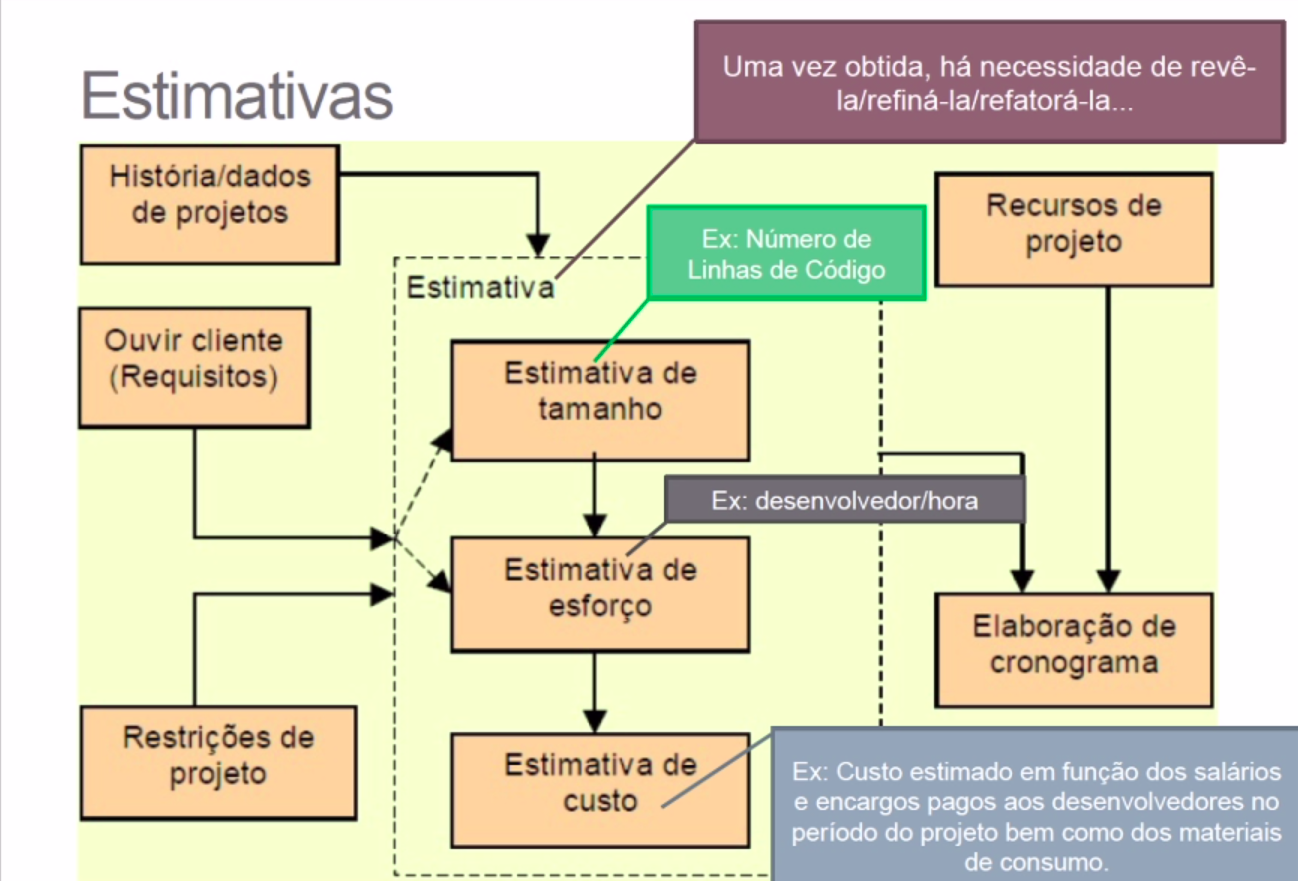 Estimativas
Uma vez obtida, há necessidade de revê-
la/refiná-la/refatorá-la...
História/dados
de projetos
Ex: Número de
Linhas de Código
Recursos de
projeto
Estimativa
Ouvir cliente
(Requisitos)
Estimativa de
tamanho
Ex: desenvolvedor/hora
Estimativa de
esforço
Elaboração de
cronograma
Restrições de
projeto
Estimativa de
custo
Ex: Custo estimado em função dos salários
e encargos pagos aos desenvolvedores no
período do projeto bem como dos materiais
de consumo.